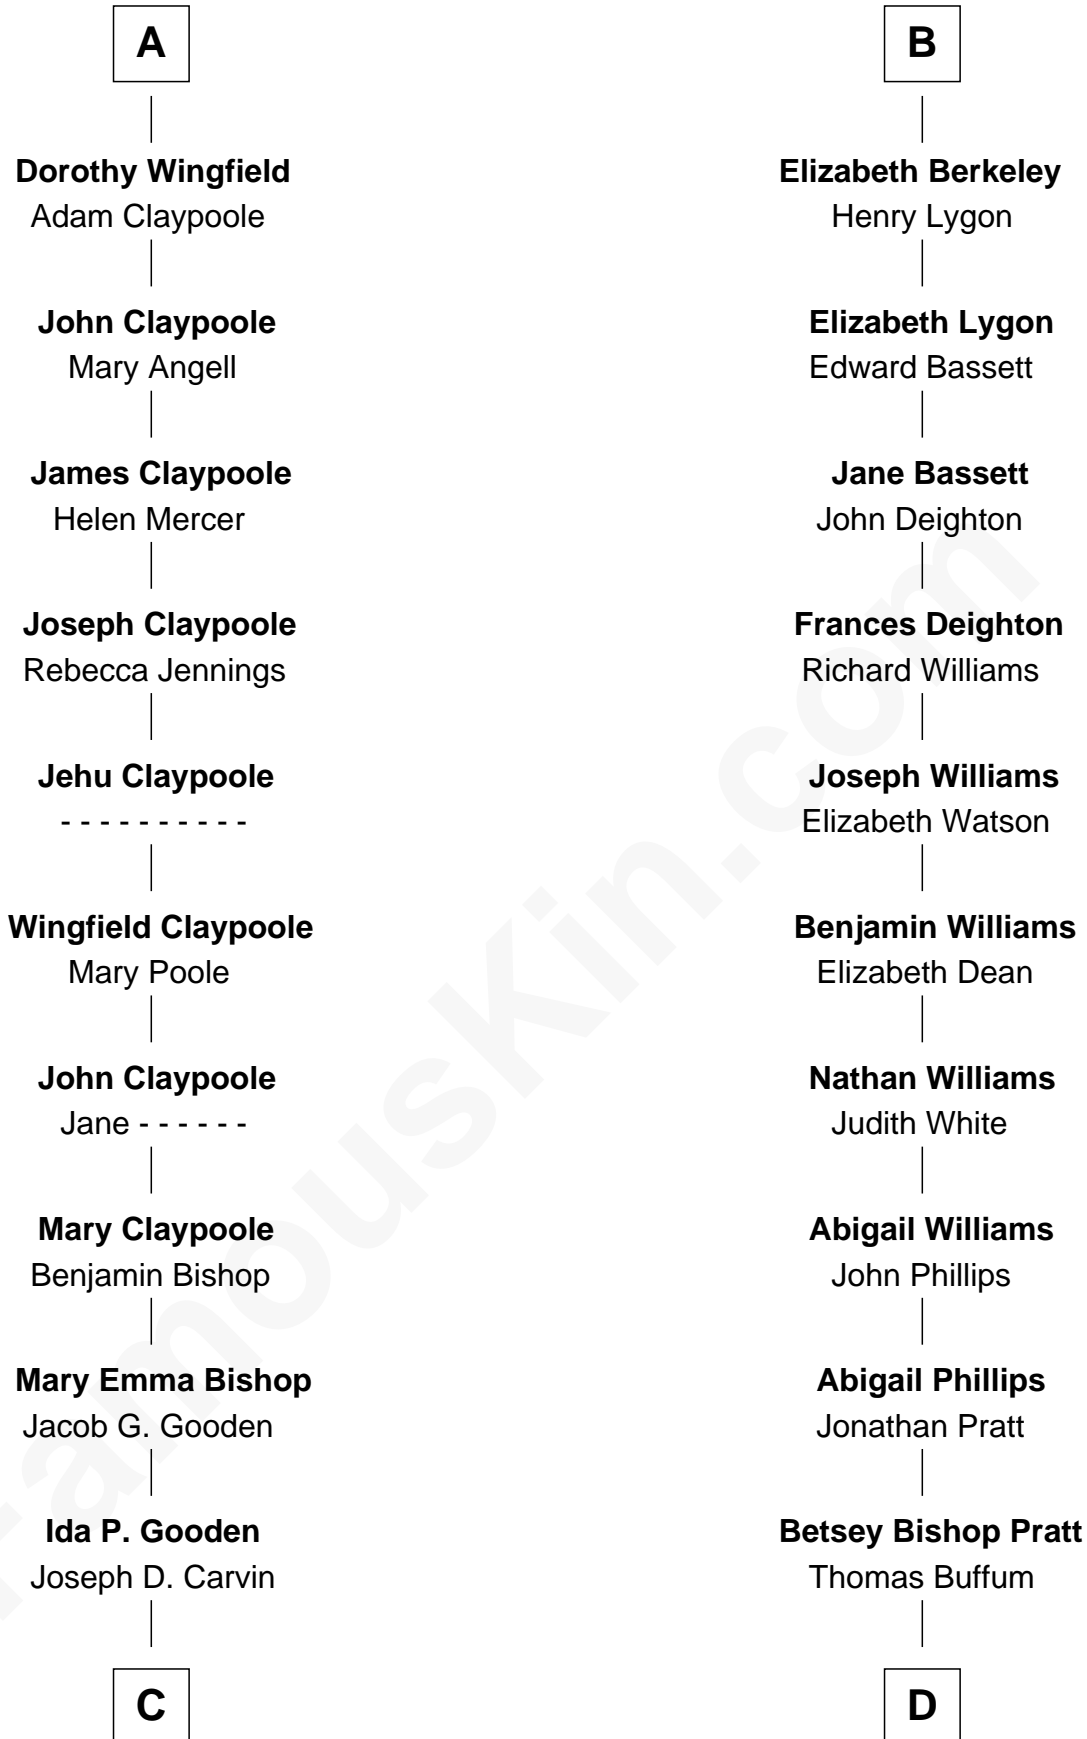 A
Dorothy Wingfield
Adam Claypoole
John Claypoole
Mary Angell
James Claypoole
Helen Mercer
Joseph Claypoole
Rebecca Jennings
Jehu Claypoole
- - - - - - - - - -
Wingfield Claypoole
Mary Poole
John Claypoole
Jane - - - - - -
Mary Claypoole
Benjamin Bishop
Mary Emma Bishop
Jacob G. Gooden
Ida P. Gooden
Joseph D. Carvin
C
B
Elizabeth Berkeley
Henry Lygon
Elizabeth Lygon
Edward Bassett
Jane Bassett
John Deighton
Frances Deighton
Richard Williams
Joseph Williams
Elizabeth Watson
Benjamin Williams
Elizabeth Dean
Nathan Williams
Judith White
Abigail Williams
John Phillips
Abigail Phillips
Jonathan Pratt
Betsey Bishop Pratt
Thomas Buffum
D
FamousKin.com